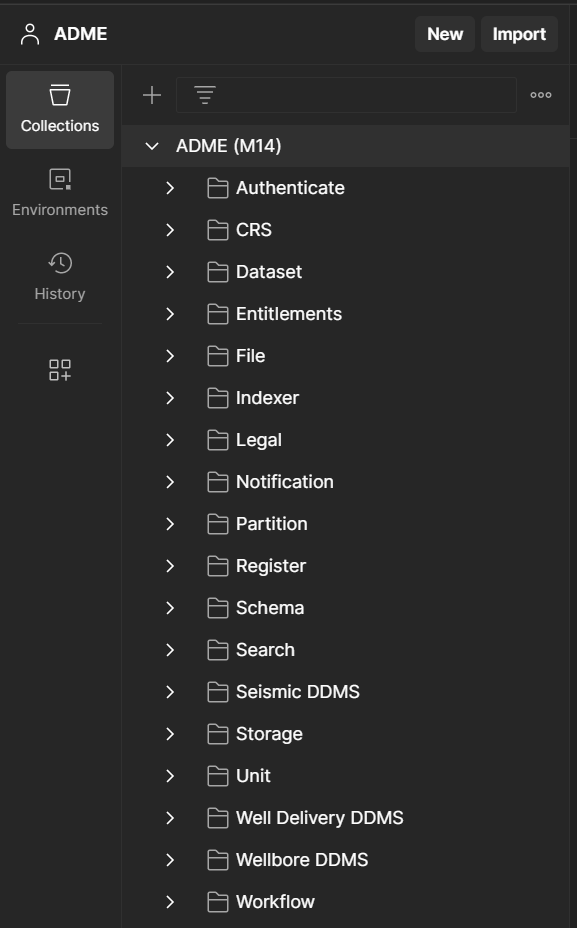 ADME
New
Import
Collections
Environments
History
ADME (M14)
Authenticate
CRS
Dataset
Entitlements
File
Indexer
Legal
Notification
Partition
Register
Schema
Search
Seismic DDMS
Storage
Unit
Well Delivery DDMS
Wellbore DDMS
Workflow